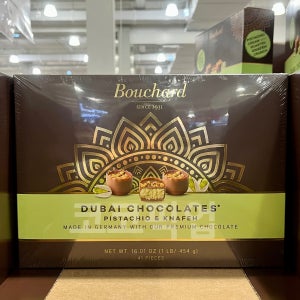 Bouchard
SINCE 1931
DUBAI CHOCOLATES*
PISTACHIO & KNAFEH
MADE IN GERMANY WITH OUR PREMIUM CHOCOLATE
NET WT. 16.01 OZ (1 LB/ 454 g)
41 PIECES